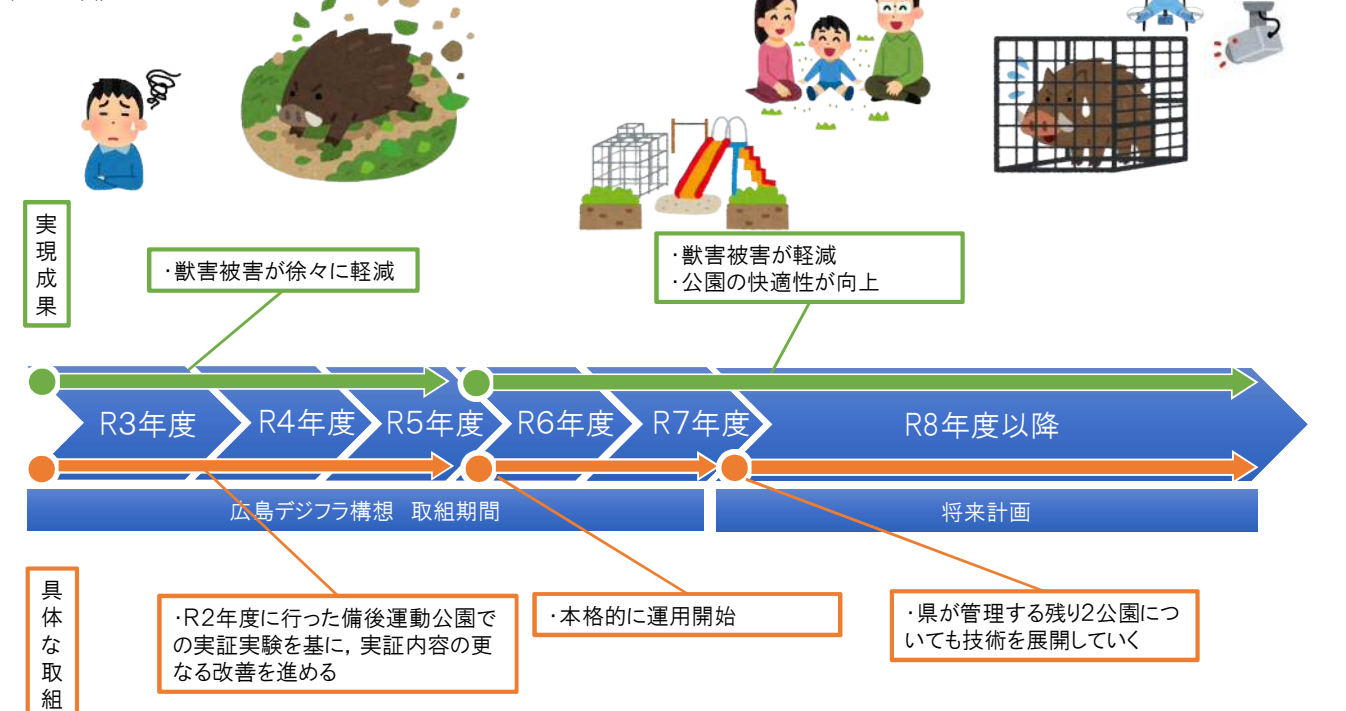 実現成果
・獣害被害が徐々に軽減
・獣害被害が軽減
・公園の快適性が向上
R3年度
R4年度
R5年度
R6年度
R7年度
R8年度以降
広島デジフラ構想　取組期間
将来計画
具体な取組
・R2年度に行った備後運動公園で
の実証実験を基に，実証内容の更
なる改善を進める
・本格的に運用開始
・県が管理する残り2公園につ
いても技術を展開していく